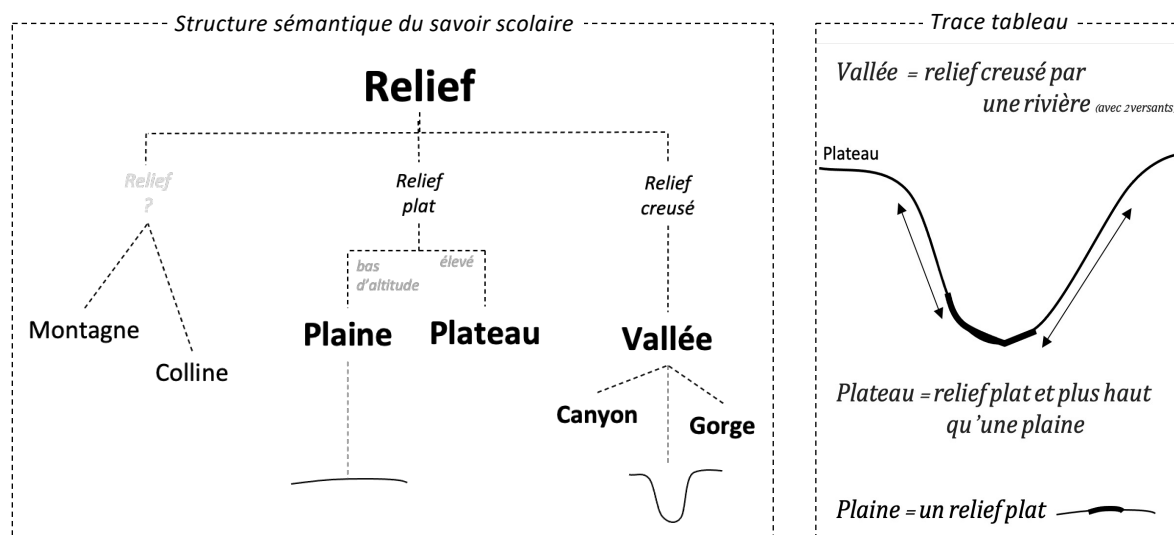 Structure sémantique du savoir scolaire
Relief
Relief
?
Relief
plat
Relief
creusé
bas
d'altitude
élevé
Montagne
Colline
Plaine
Plateau
Vallée
Canyon
Gorge
Trace tableau
Vallée = relief creusé par
une rivière (avec 2 versants)
Plateau
Plateau = relief plat et plus haut
qu'une plaine
Plaine = un relief plat